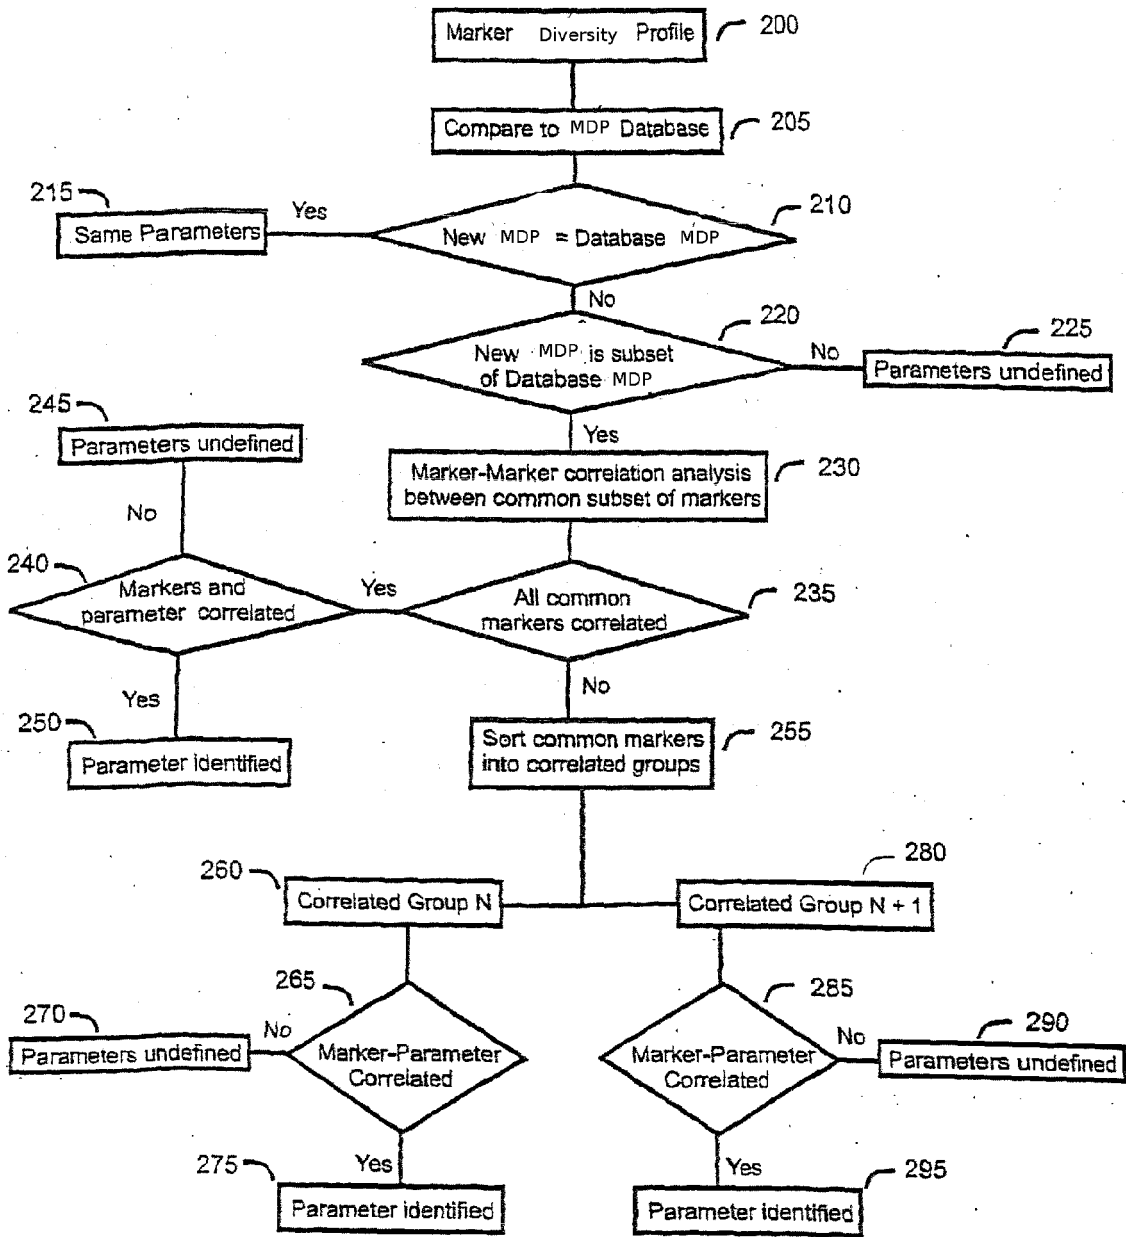 Marker Diversity Profile
200
Compare to MDP Database
205
215
Same Parameters
Yes
New MDP = Database MDP
210
No
220
New MDP is subset
of Database MDP
No
225
Parameters undefined
245
Parameters undefined
Yes
Marker-Marker correlation analysis
between common subset of markers
230
No
240
Markers and
parameter correlated
Yes
All common
markers correlated
235
Yes
No
250
Parameter identified
Sort common markers
into correlated groups
255
260
Correlated Group N
280
Correlated Group N + 1
265
285
270
No
Parameters undefined
Marker-Parameter
Correlated
Marker-Parameter
Correlated
No
290
Parameters undefined
275
Yes
Parameter identified
Yes
295
Parameter identified